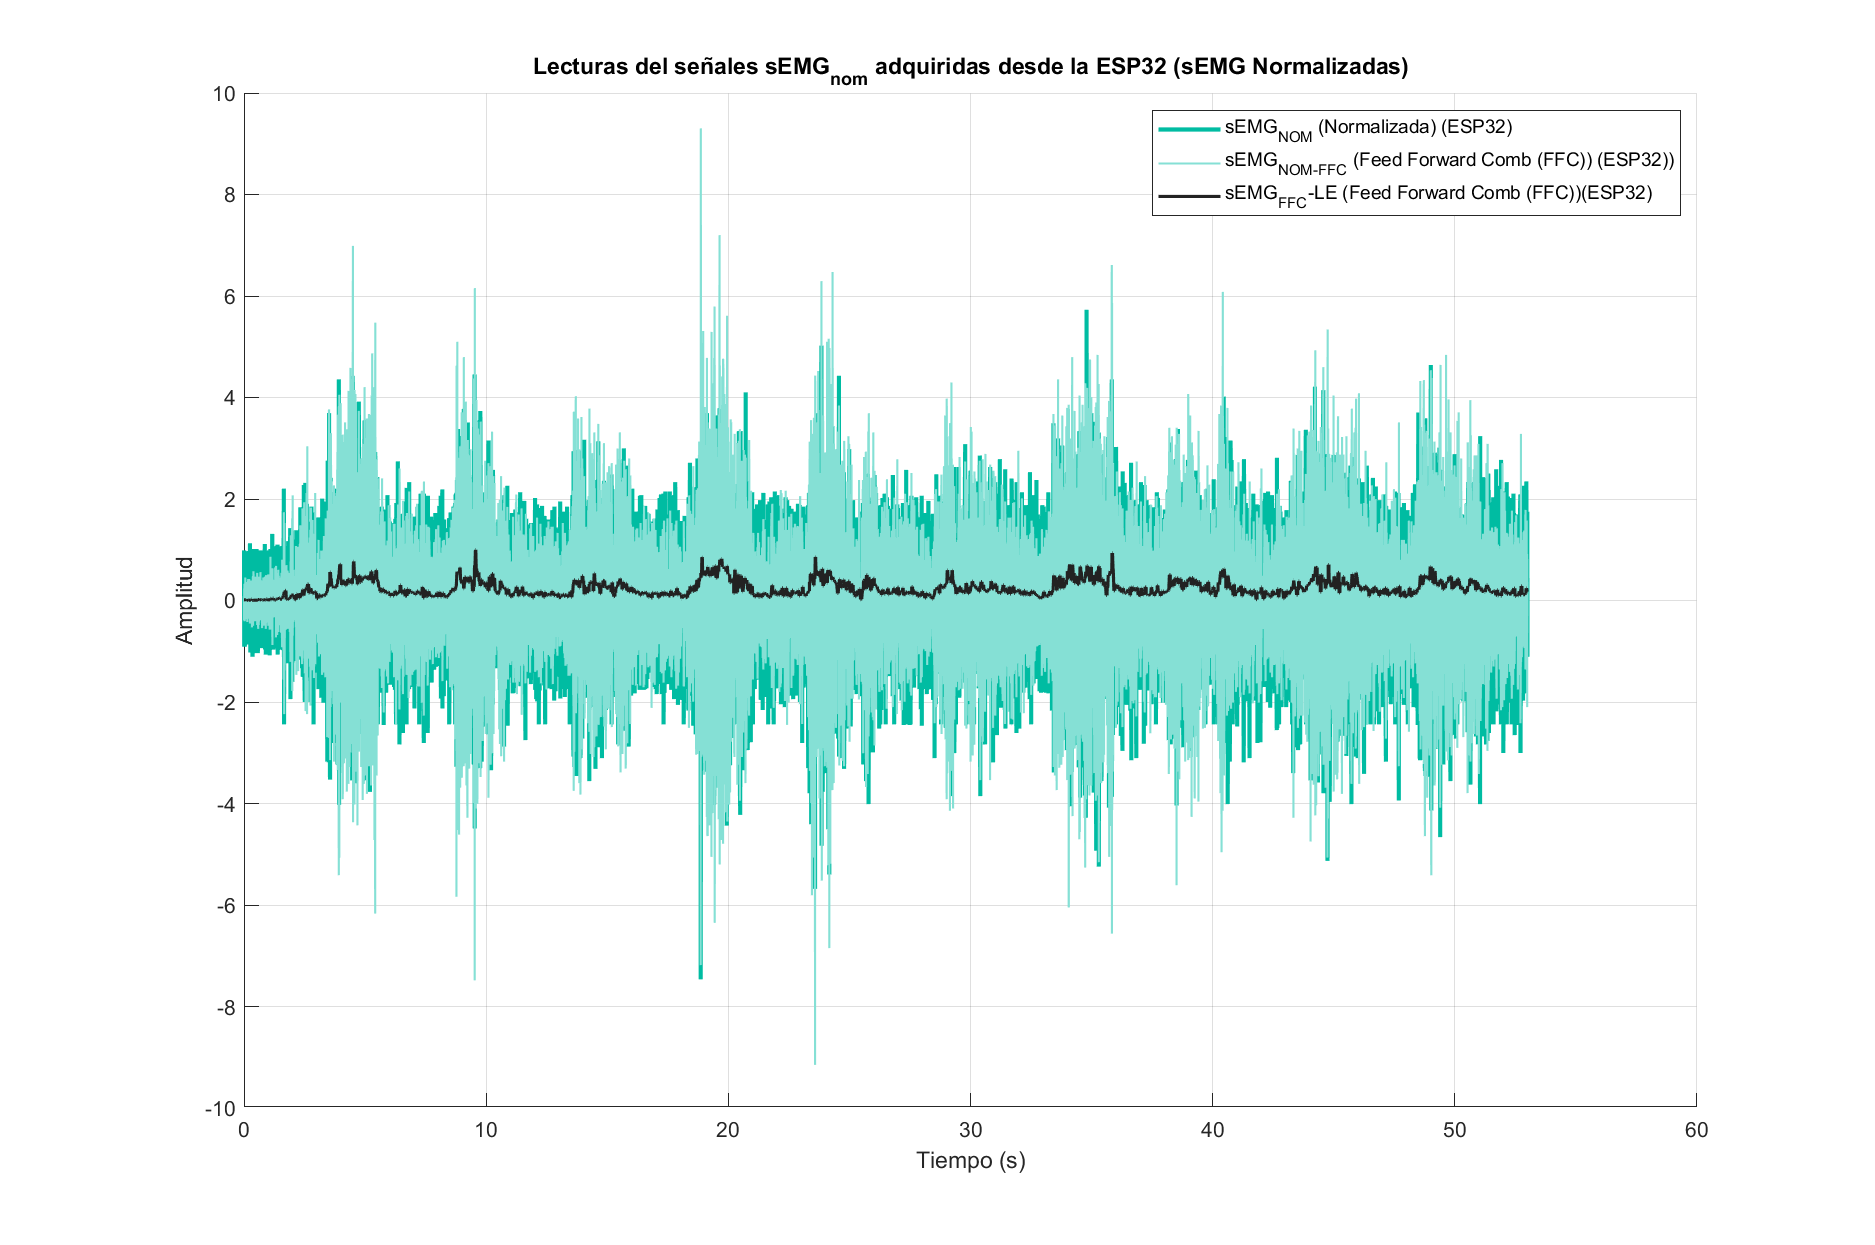 Lecturas del señales sEMGnom adquiridas desde la ESP32 (sEMG Normalizadas)
10
8
6
4
2
0
-2
-4
-6
-8
-10
Amplitud
sEMGNOM (Normalizada) (ESP32)
sEMGNOM-FFC (Feed Forward Comb (FFC)) (ESP32))
sEMGFFC-LE (Feed Forward Comb (FFC))(ESP32)
0 10 20 30 40 50 60
Tiempo (s)